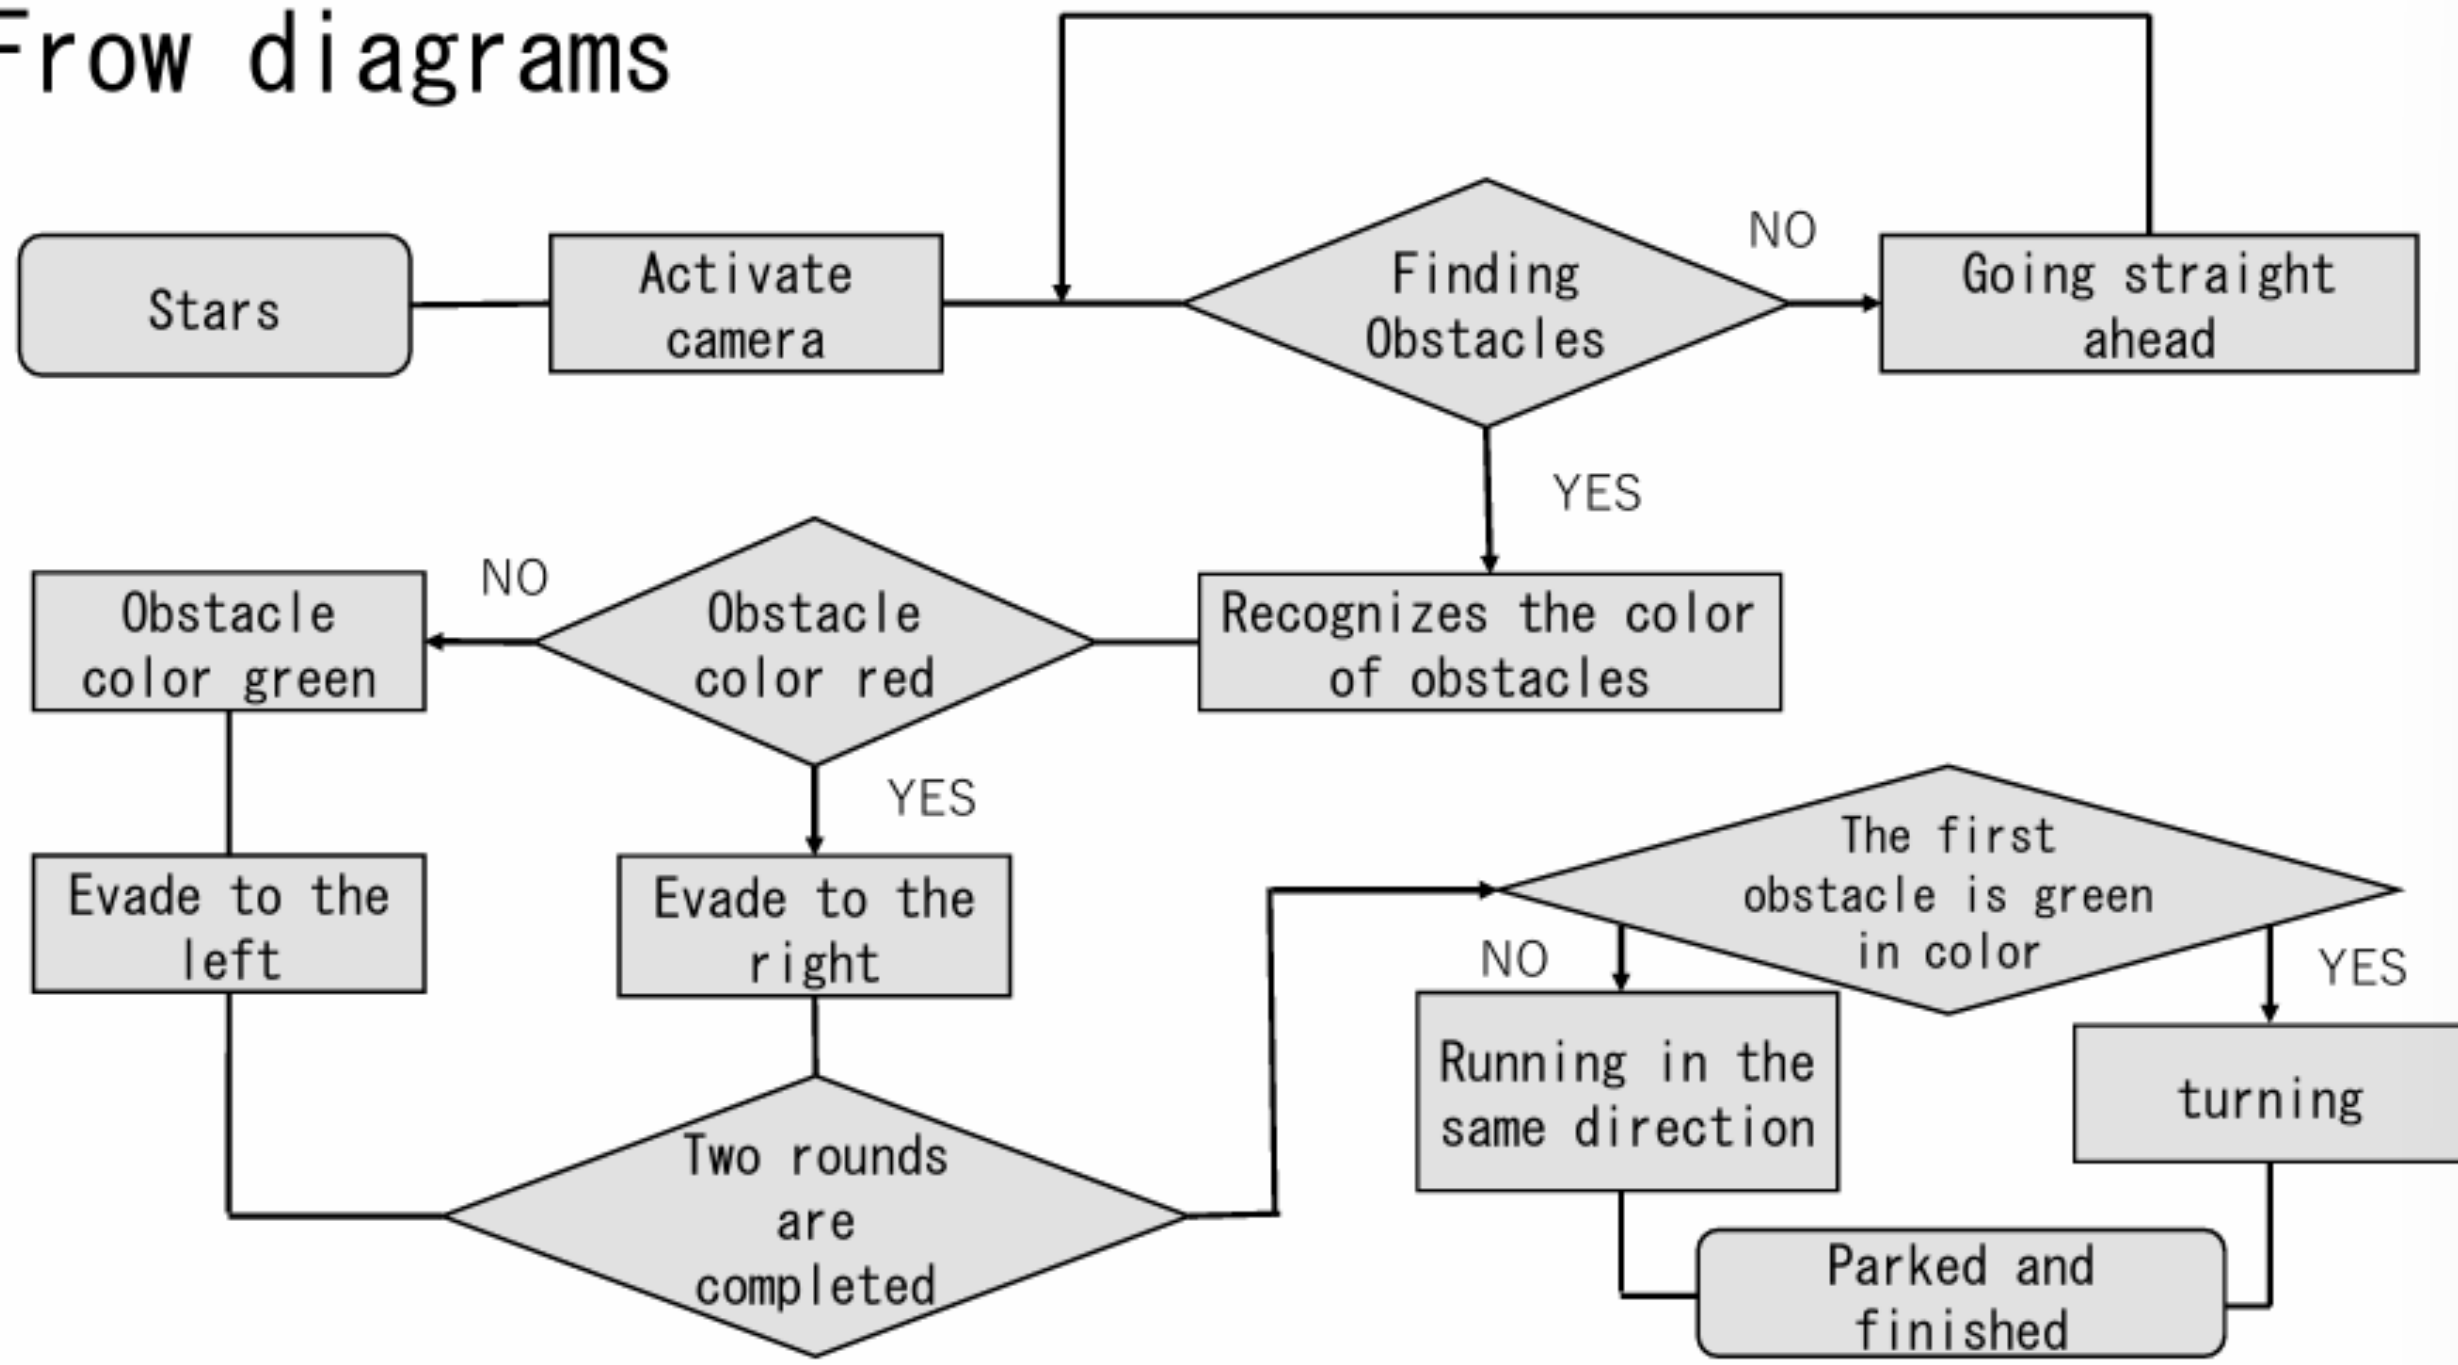 Frow diagrams
Stars
Activate
camera
Finding
Obstacles
NO
Going straight
ahead
YES
Recognizes the color
of obstacles
Obstacle
color red
NO
Obstacle
color green
YES
Evade to the
left
Evade to the
right
Two rounds
are
completed
The first
obstacle is green
in color
NO
YES
Running in the
same direction
turning
Parked and
finished